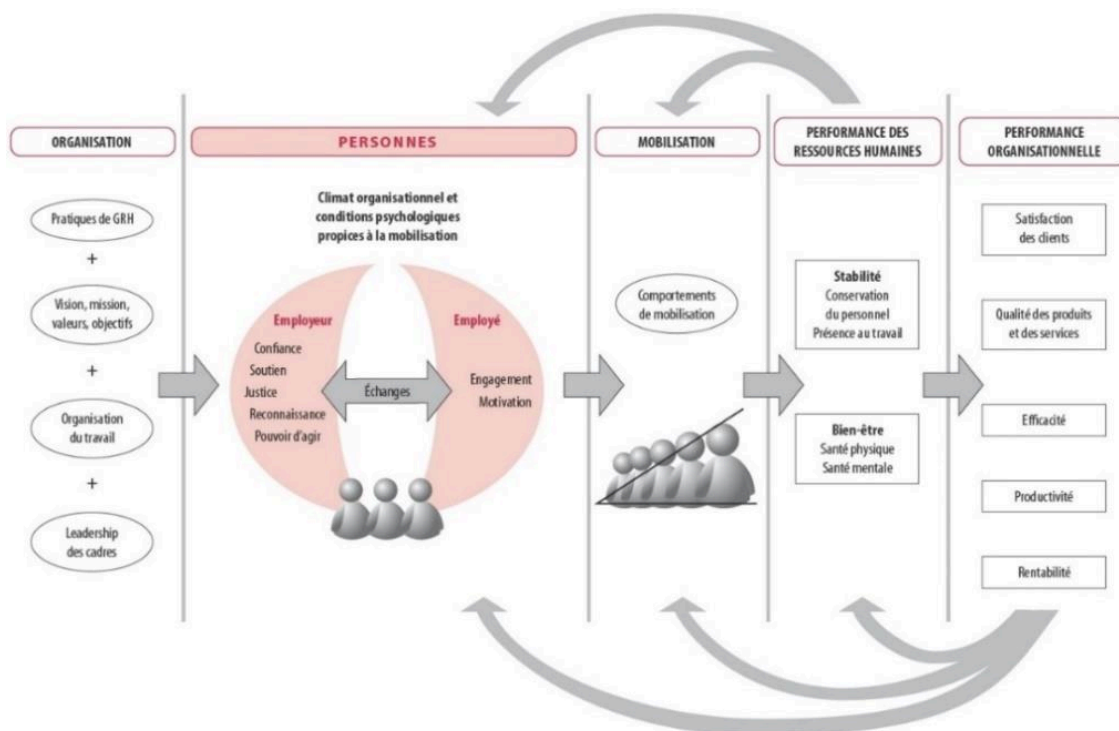 ORGANISATION
PERSONNES
MOBILISATION
PERFORMANCE DES
RESSOURCES HUMAINES
PERFORMANCE
ORGANISATIONNELLE
Pratiques de GRH
+
Vision, mission,
valeurs, objectifs
+
Organisation
du travail
+
Leadership
des cadres
Climat organisationnel et
conditions psychologiques
propices à la mobilisation
Employeur
Confiance
Soutien
Justice
Reconnaissance
Pouvoir d'agir
Échanges
Employé
Engagement
Motivation
Comportements
de mobilisation
Stabilité
Conservation
du personnel
Présence au travail
Bien-être
Santé physique
Santé mentale
Satisfaction
des clients
Qualité des produits
et des services
Efficacité
Productivité
Rentabilité